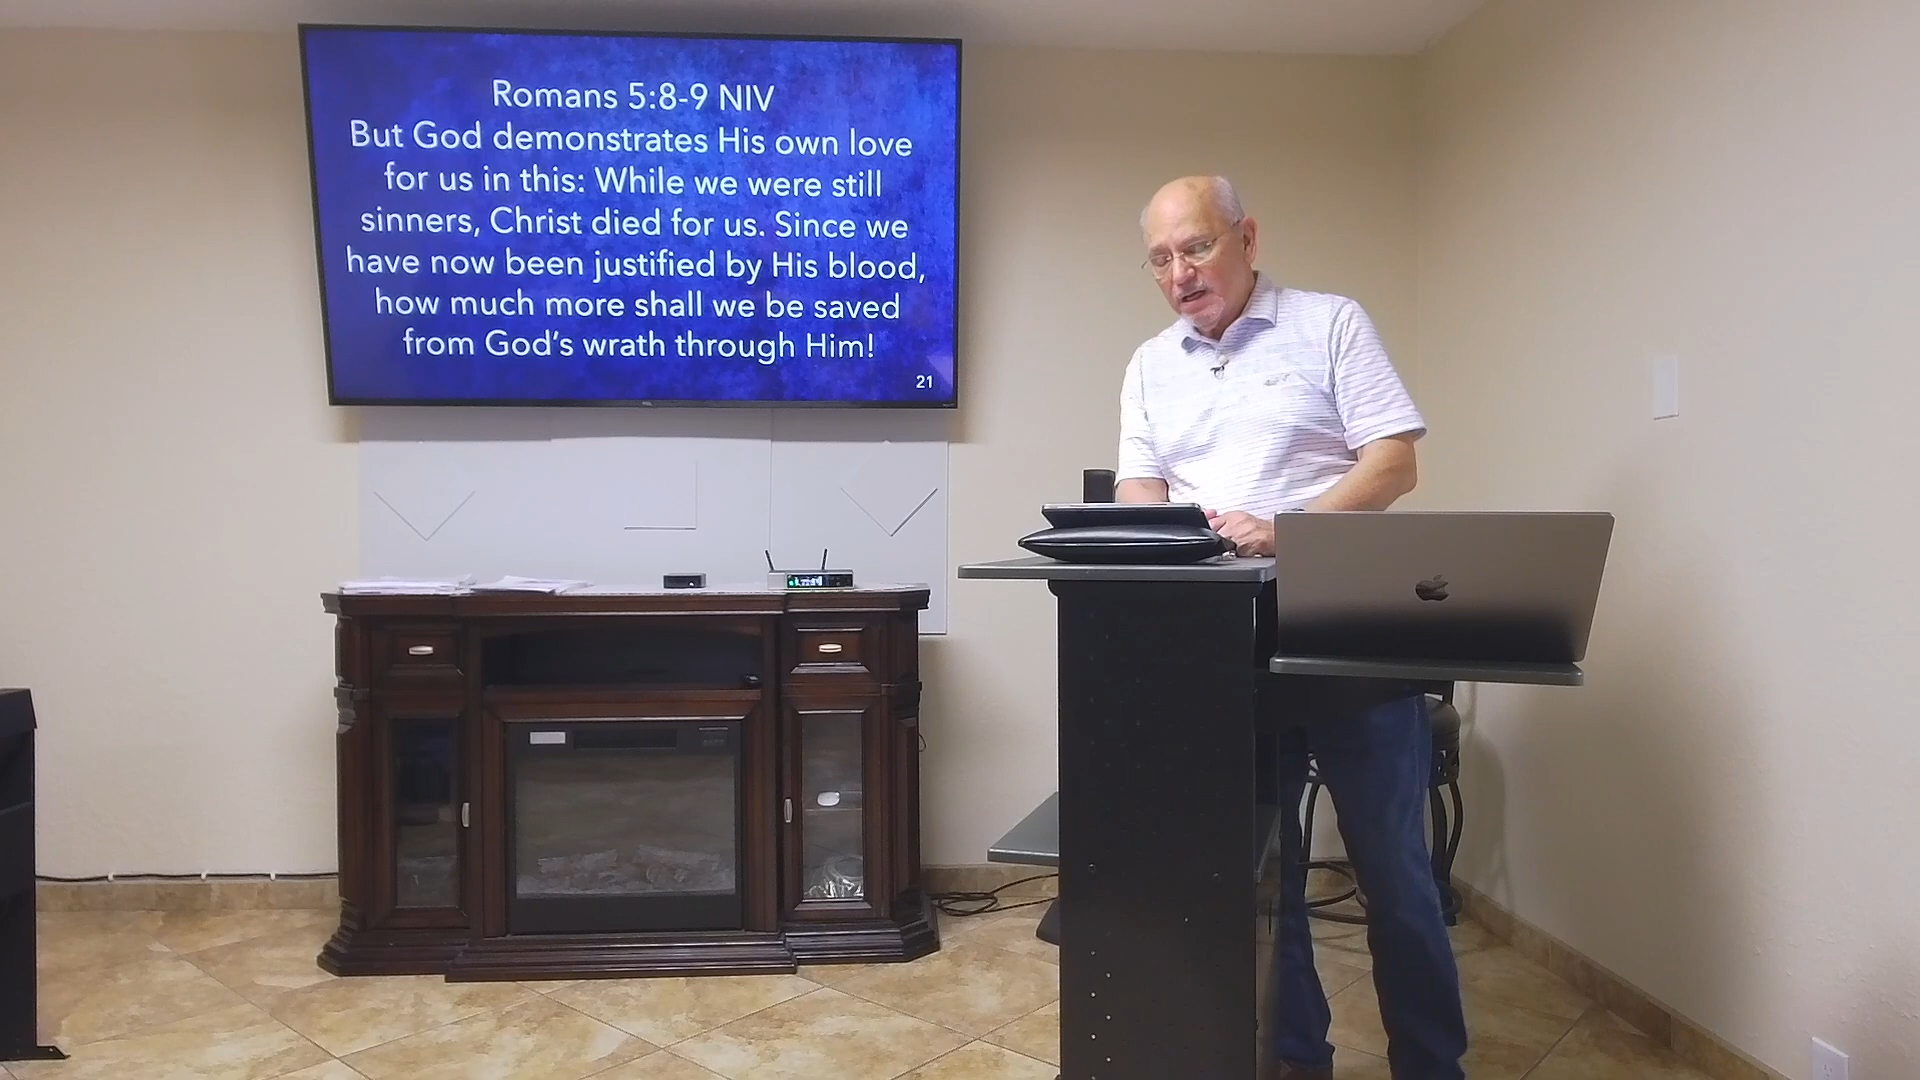 Romans 5:8-9 NIV
But God demonstrates His own love
for us in this: While we were still
sinners, Christ died for us. Since we
have now been justified by His blood,
how much more shall we be saved
from God's wrath through Him!
21